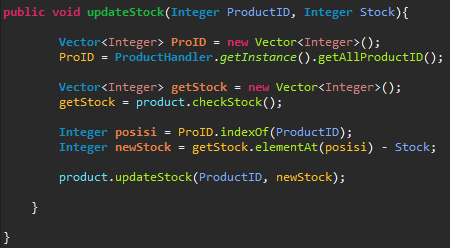 public void updateStock(Integer ProductID, Integer Stock){
Vector<Integer> ProID = new Vector<Integer>();
ProID = ProductHandler.getInstance().getAllProductID();
Vector<Integer> getStock = new Vector<Integer>();
getStock = product.checkStock();
Integer posisi = ProID.indexOf(ProductID);
Integer newStock = getStock.elementAt(posisi) - Stock;
product.updateStock(ProductID, newStock);
}
}